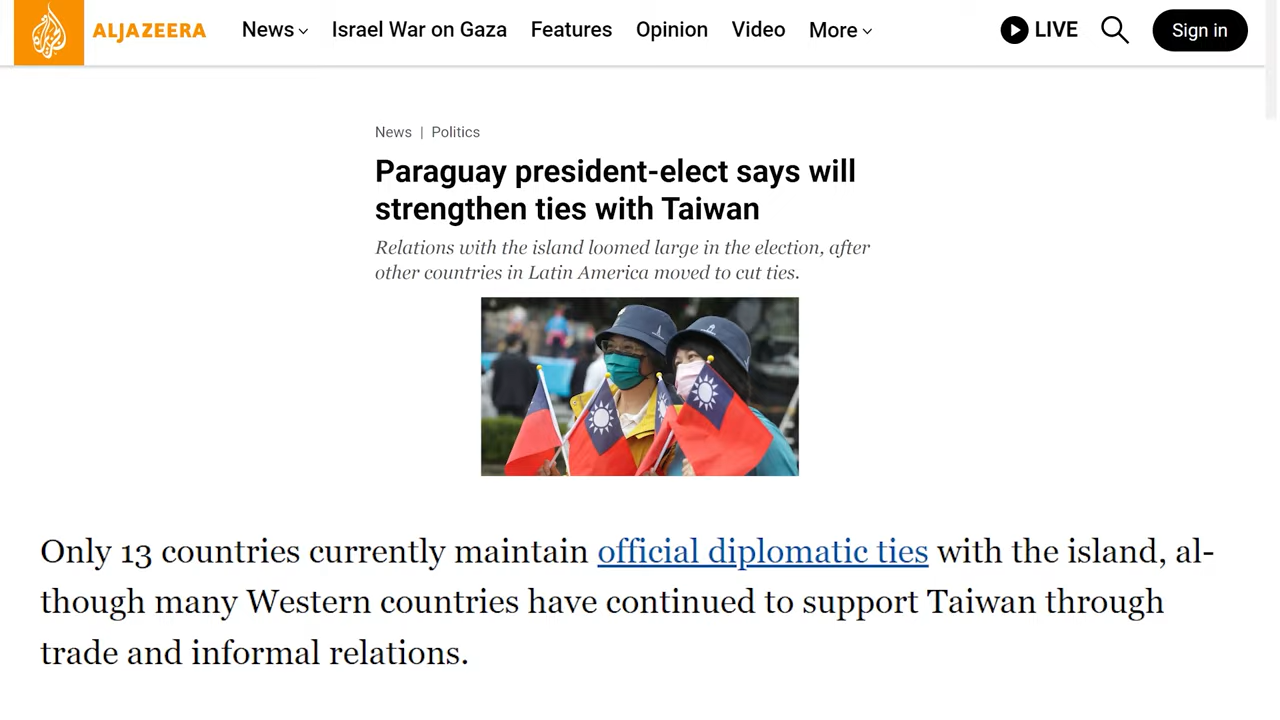 ALJAZEERA News Israel War on Gaza Features Opinion Video More LIVE Sign in
News | Politics
Paraguay president-elect says will
strengthen ties with Taiwan
Relations with the island loomed large in the election, after
other countries in Latin America moved to cut ties.
Only 13 countries currently maintain official diplomatic ties with the island, al-
though many Western countries have continued to support Taiwan through
trade and informal relations.